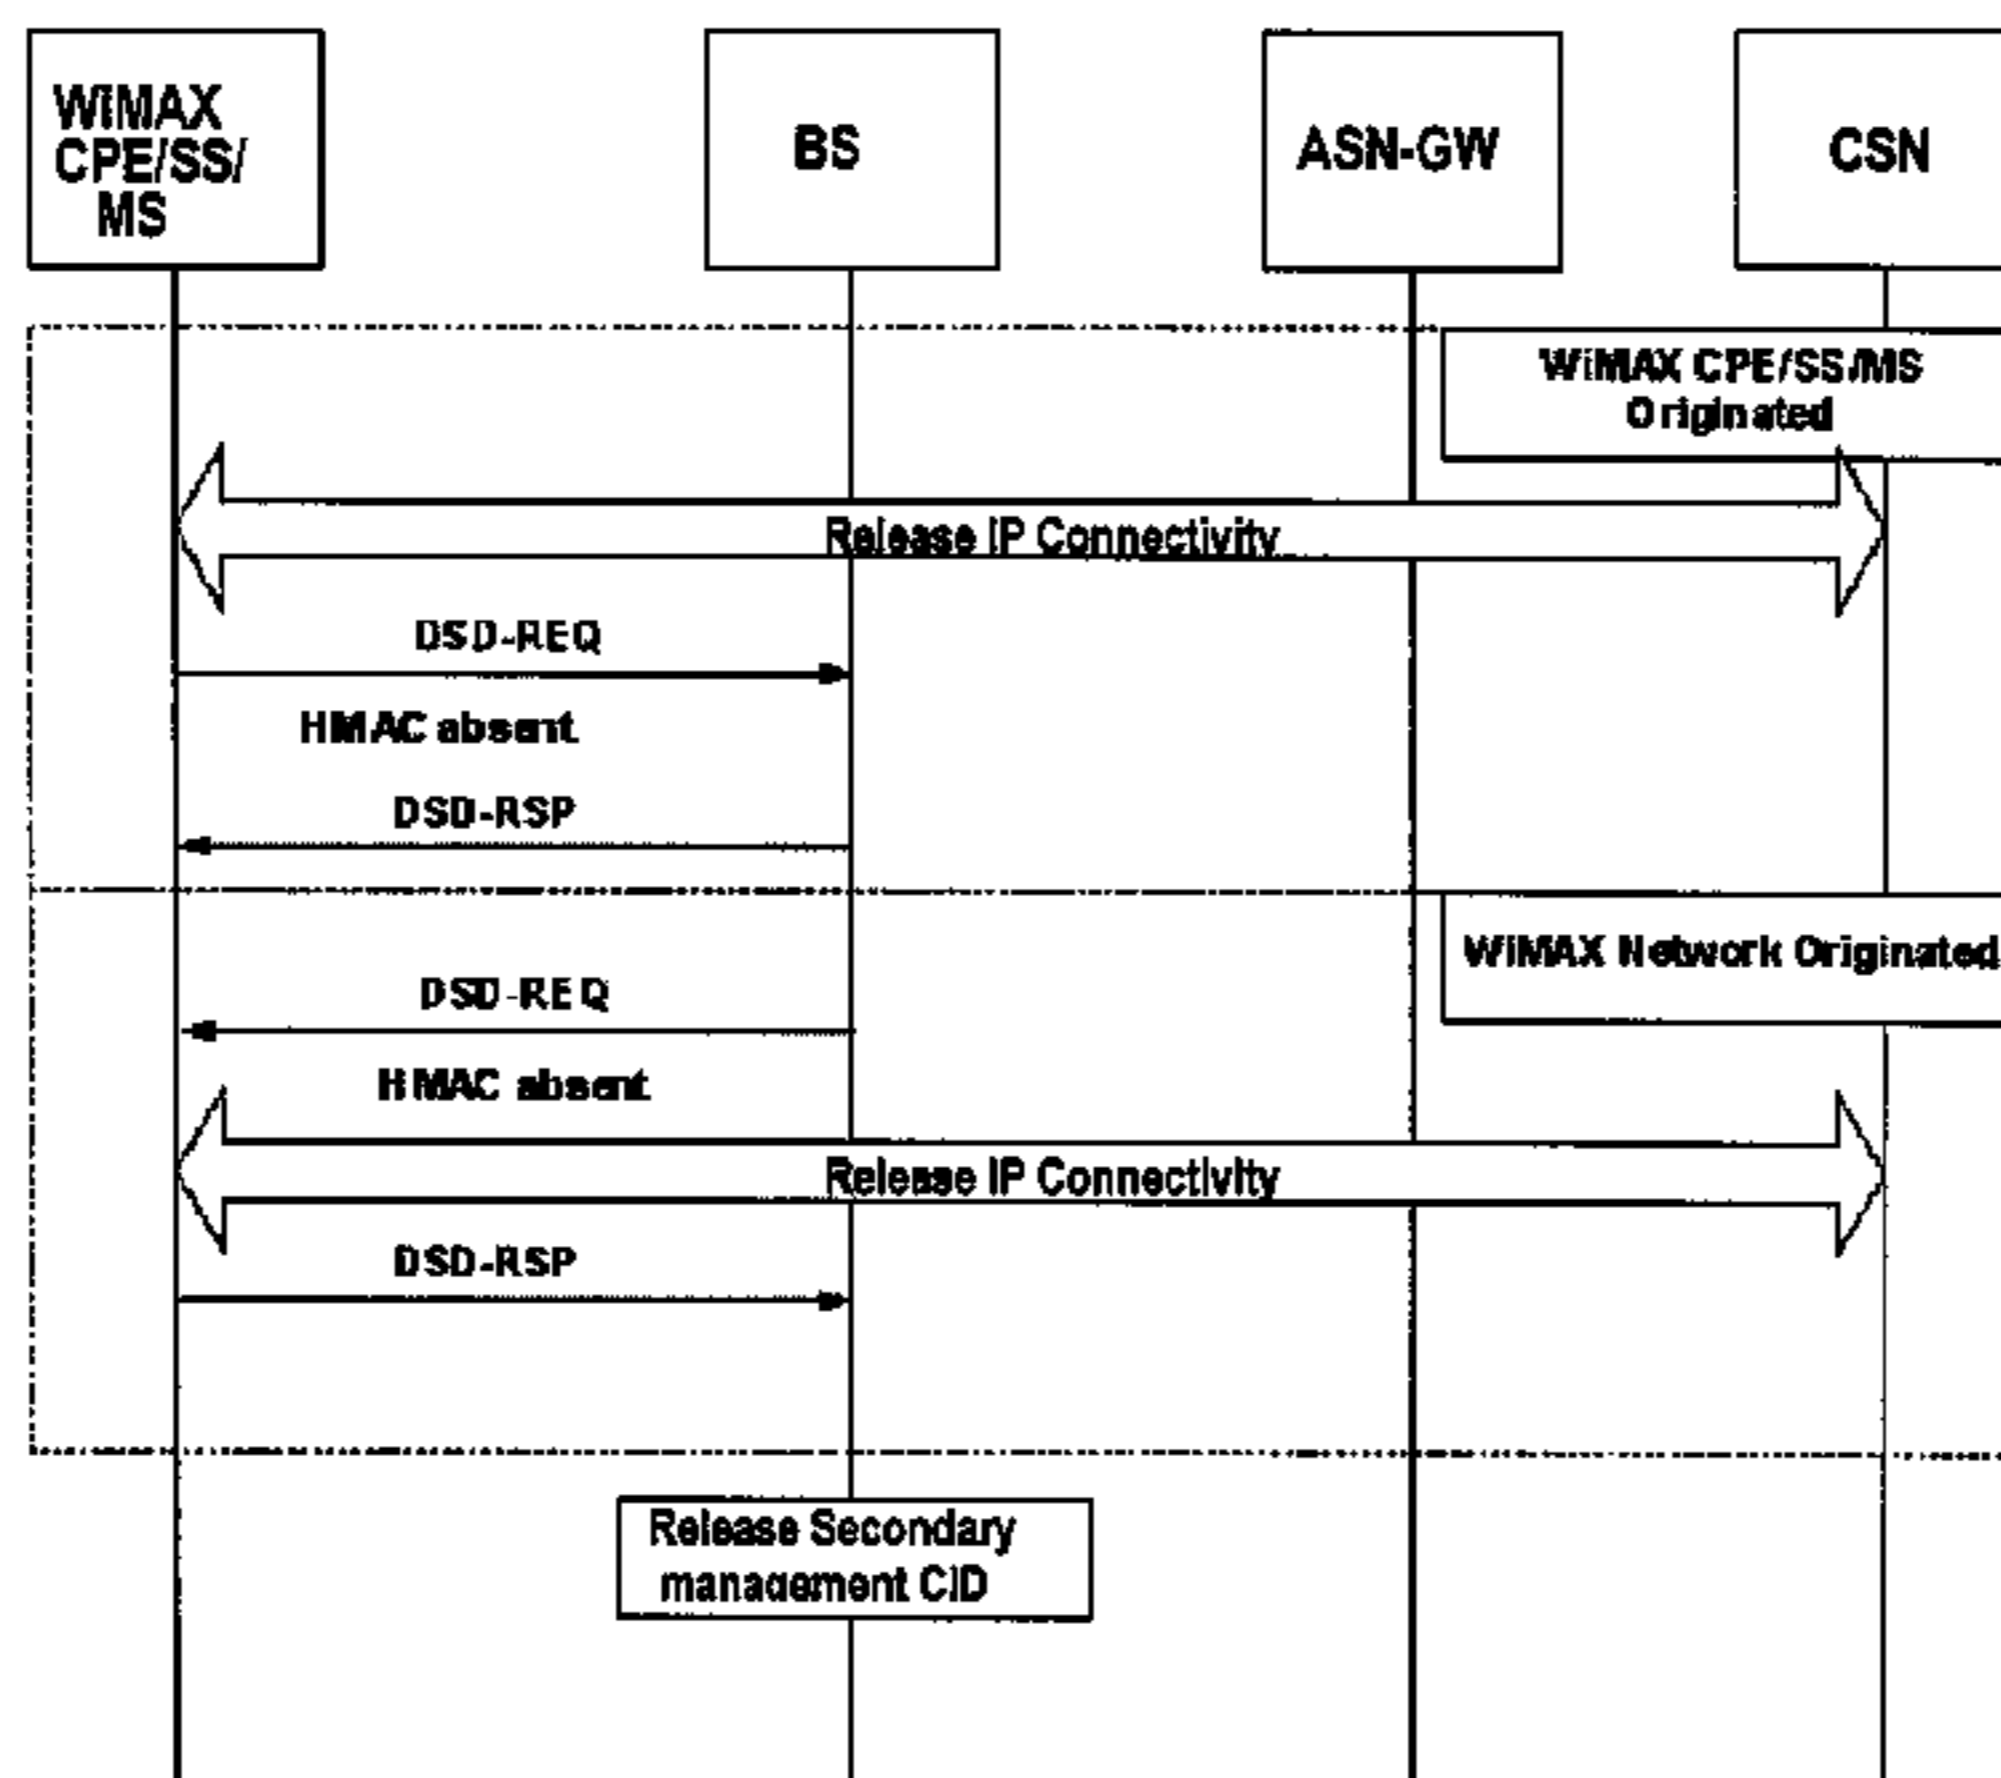 WIMAX
CPE/SS/
MS
BS
ASN-GW
CSN
WiMAX CPE/SS/MS
Originated
Release IP Connectivity
DSD-REQ
HMAC absent
DSD-RSP
WIMAX Network Originated
DSD-REQ
HMAC absent
Release IP Connectivity
DSD-RSP
Release Secondary
management CID